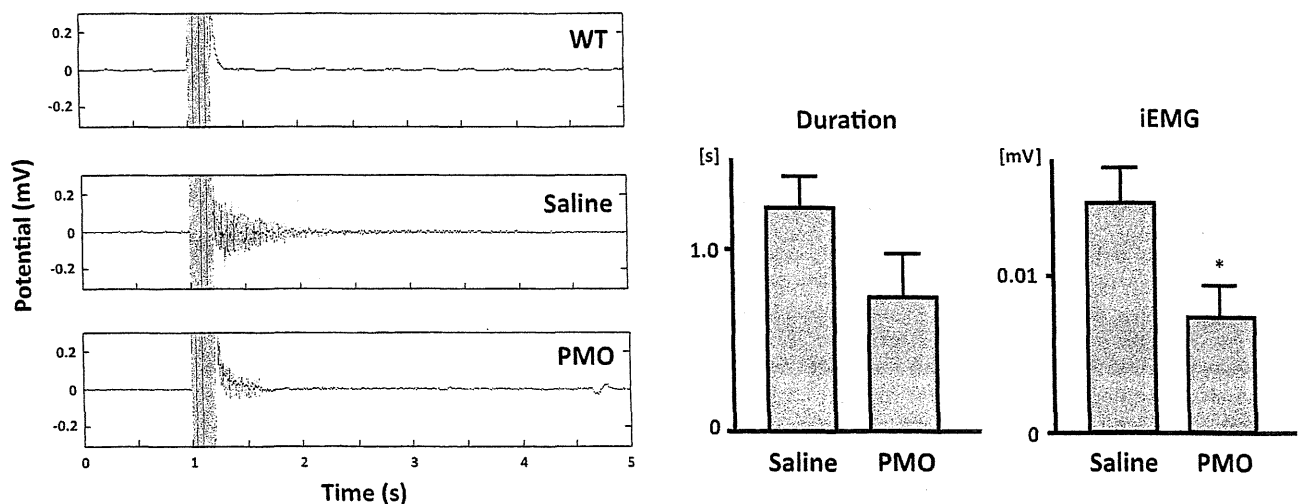 0.2
WT
0
-0.2
0.2
Saline
0
-0.2
0.2
PMO
0
-0.2
0 1 2 3 4 5
Potential (mV)
Time (s)
Duration
[s]
1.0
0
Saline PMO
iEMG
[mV]
*
0.01
0
Saline PMO